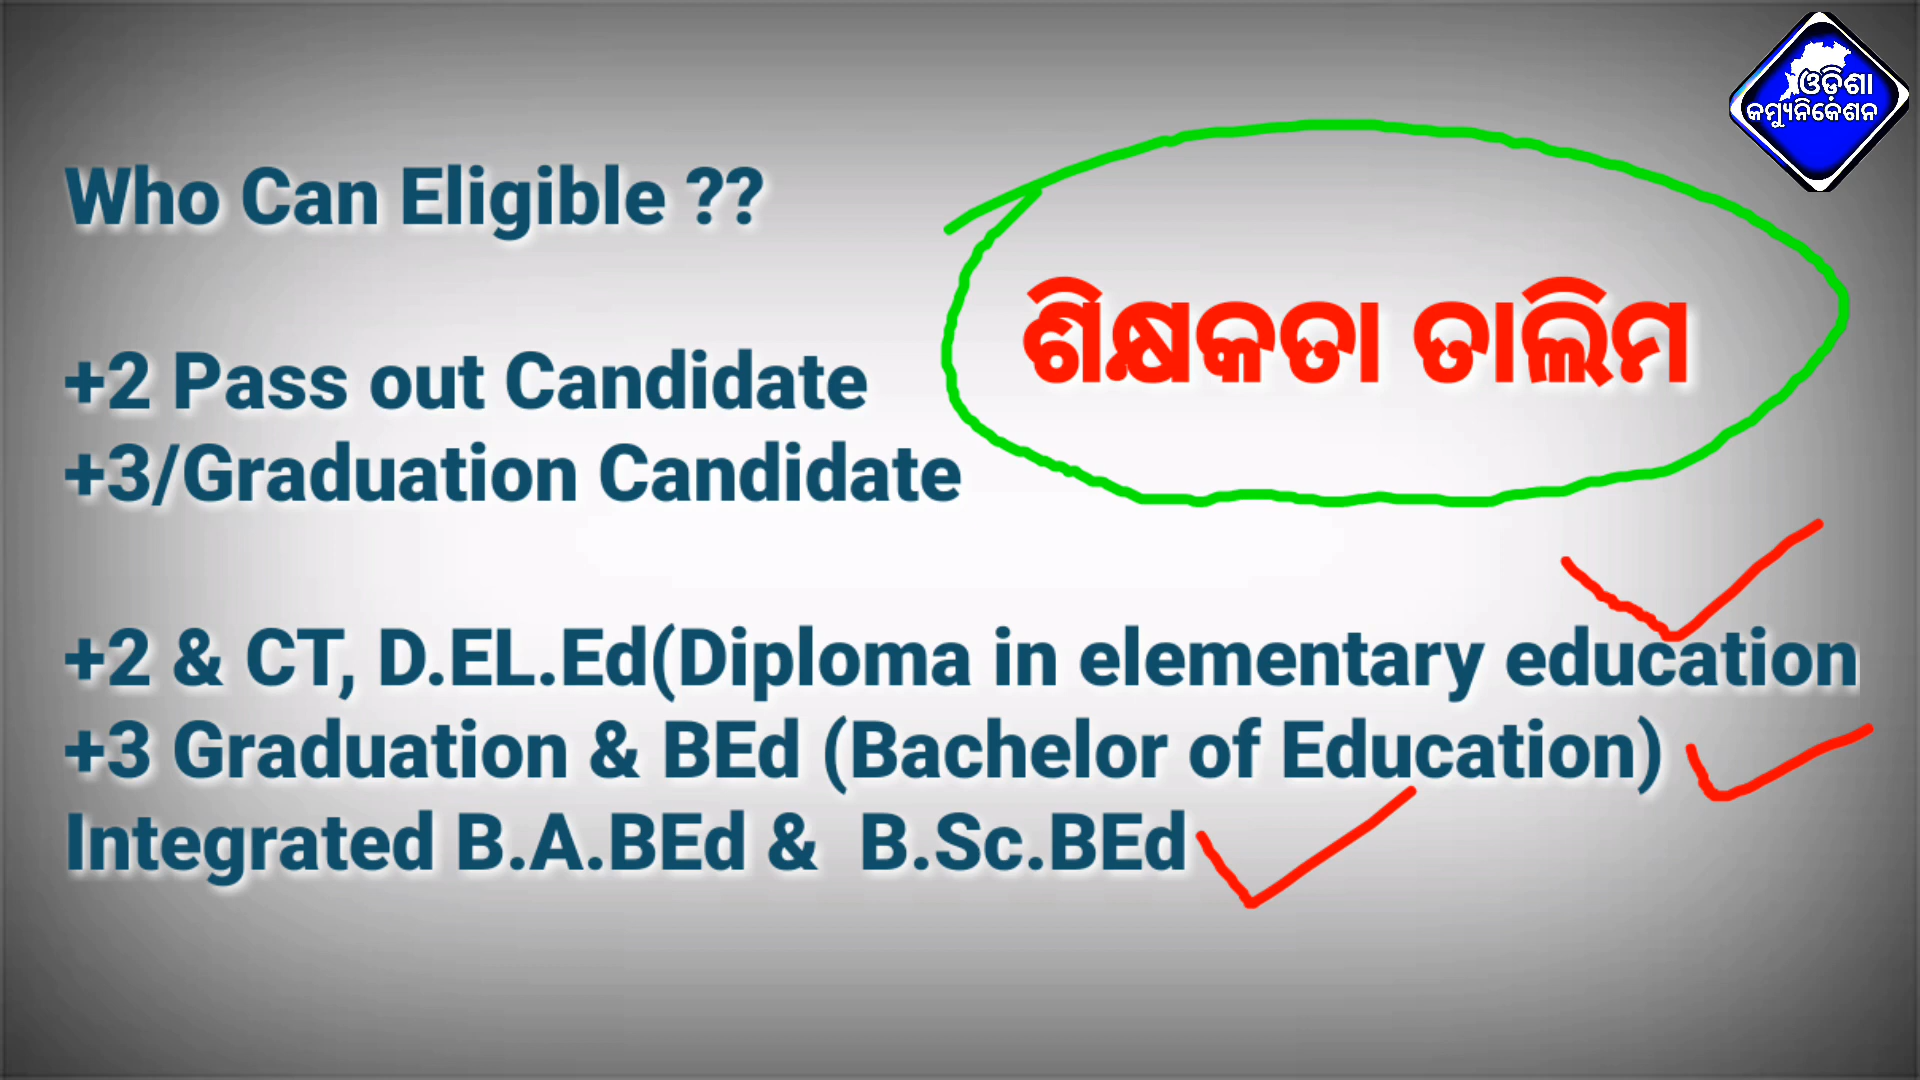 ଓଡ଼ିଶା
କମ୍ୟୁନିକେଶନ
Who Can Eligible ??
ଶିକ୍ଷକତା ତାଲିମ
+2 Pass out Candidate
+3/Graduation Candidate
+2 & CT, D.EL.Ed(Diploma in elementary education
+3 Graduation & BEd (Bachelor of Education)
Integrated B.A.BEd & B.Sc.BEd